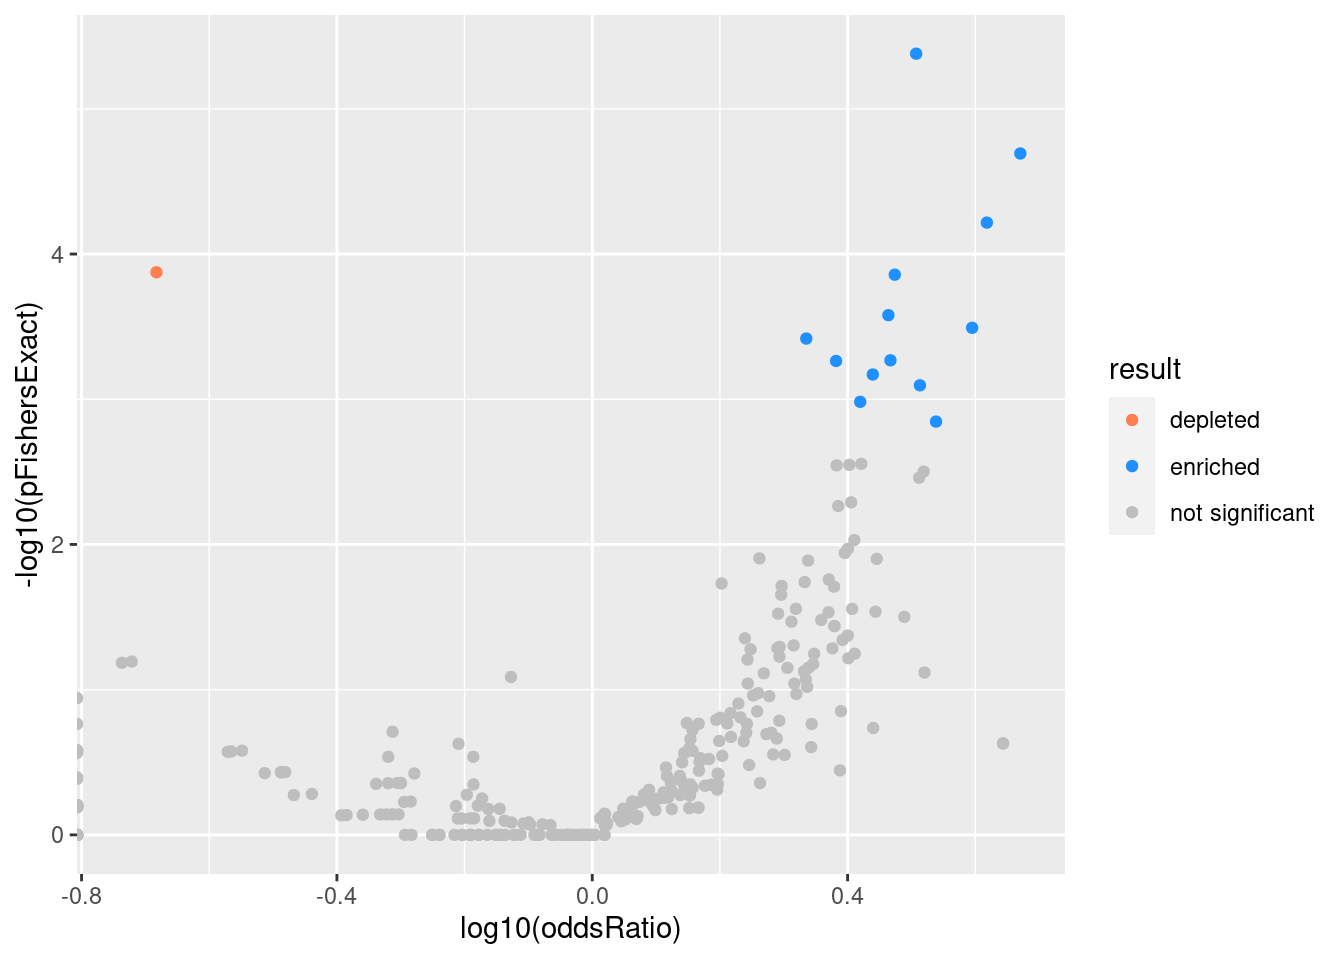 -log10(pFishersExact)
4
2
0
-0.8
-0.4
0.0
0.4
log10(oddsRatio)
result
depleted
enriched
not significant